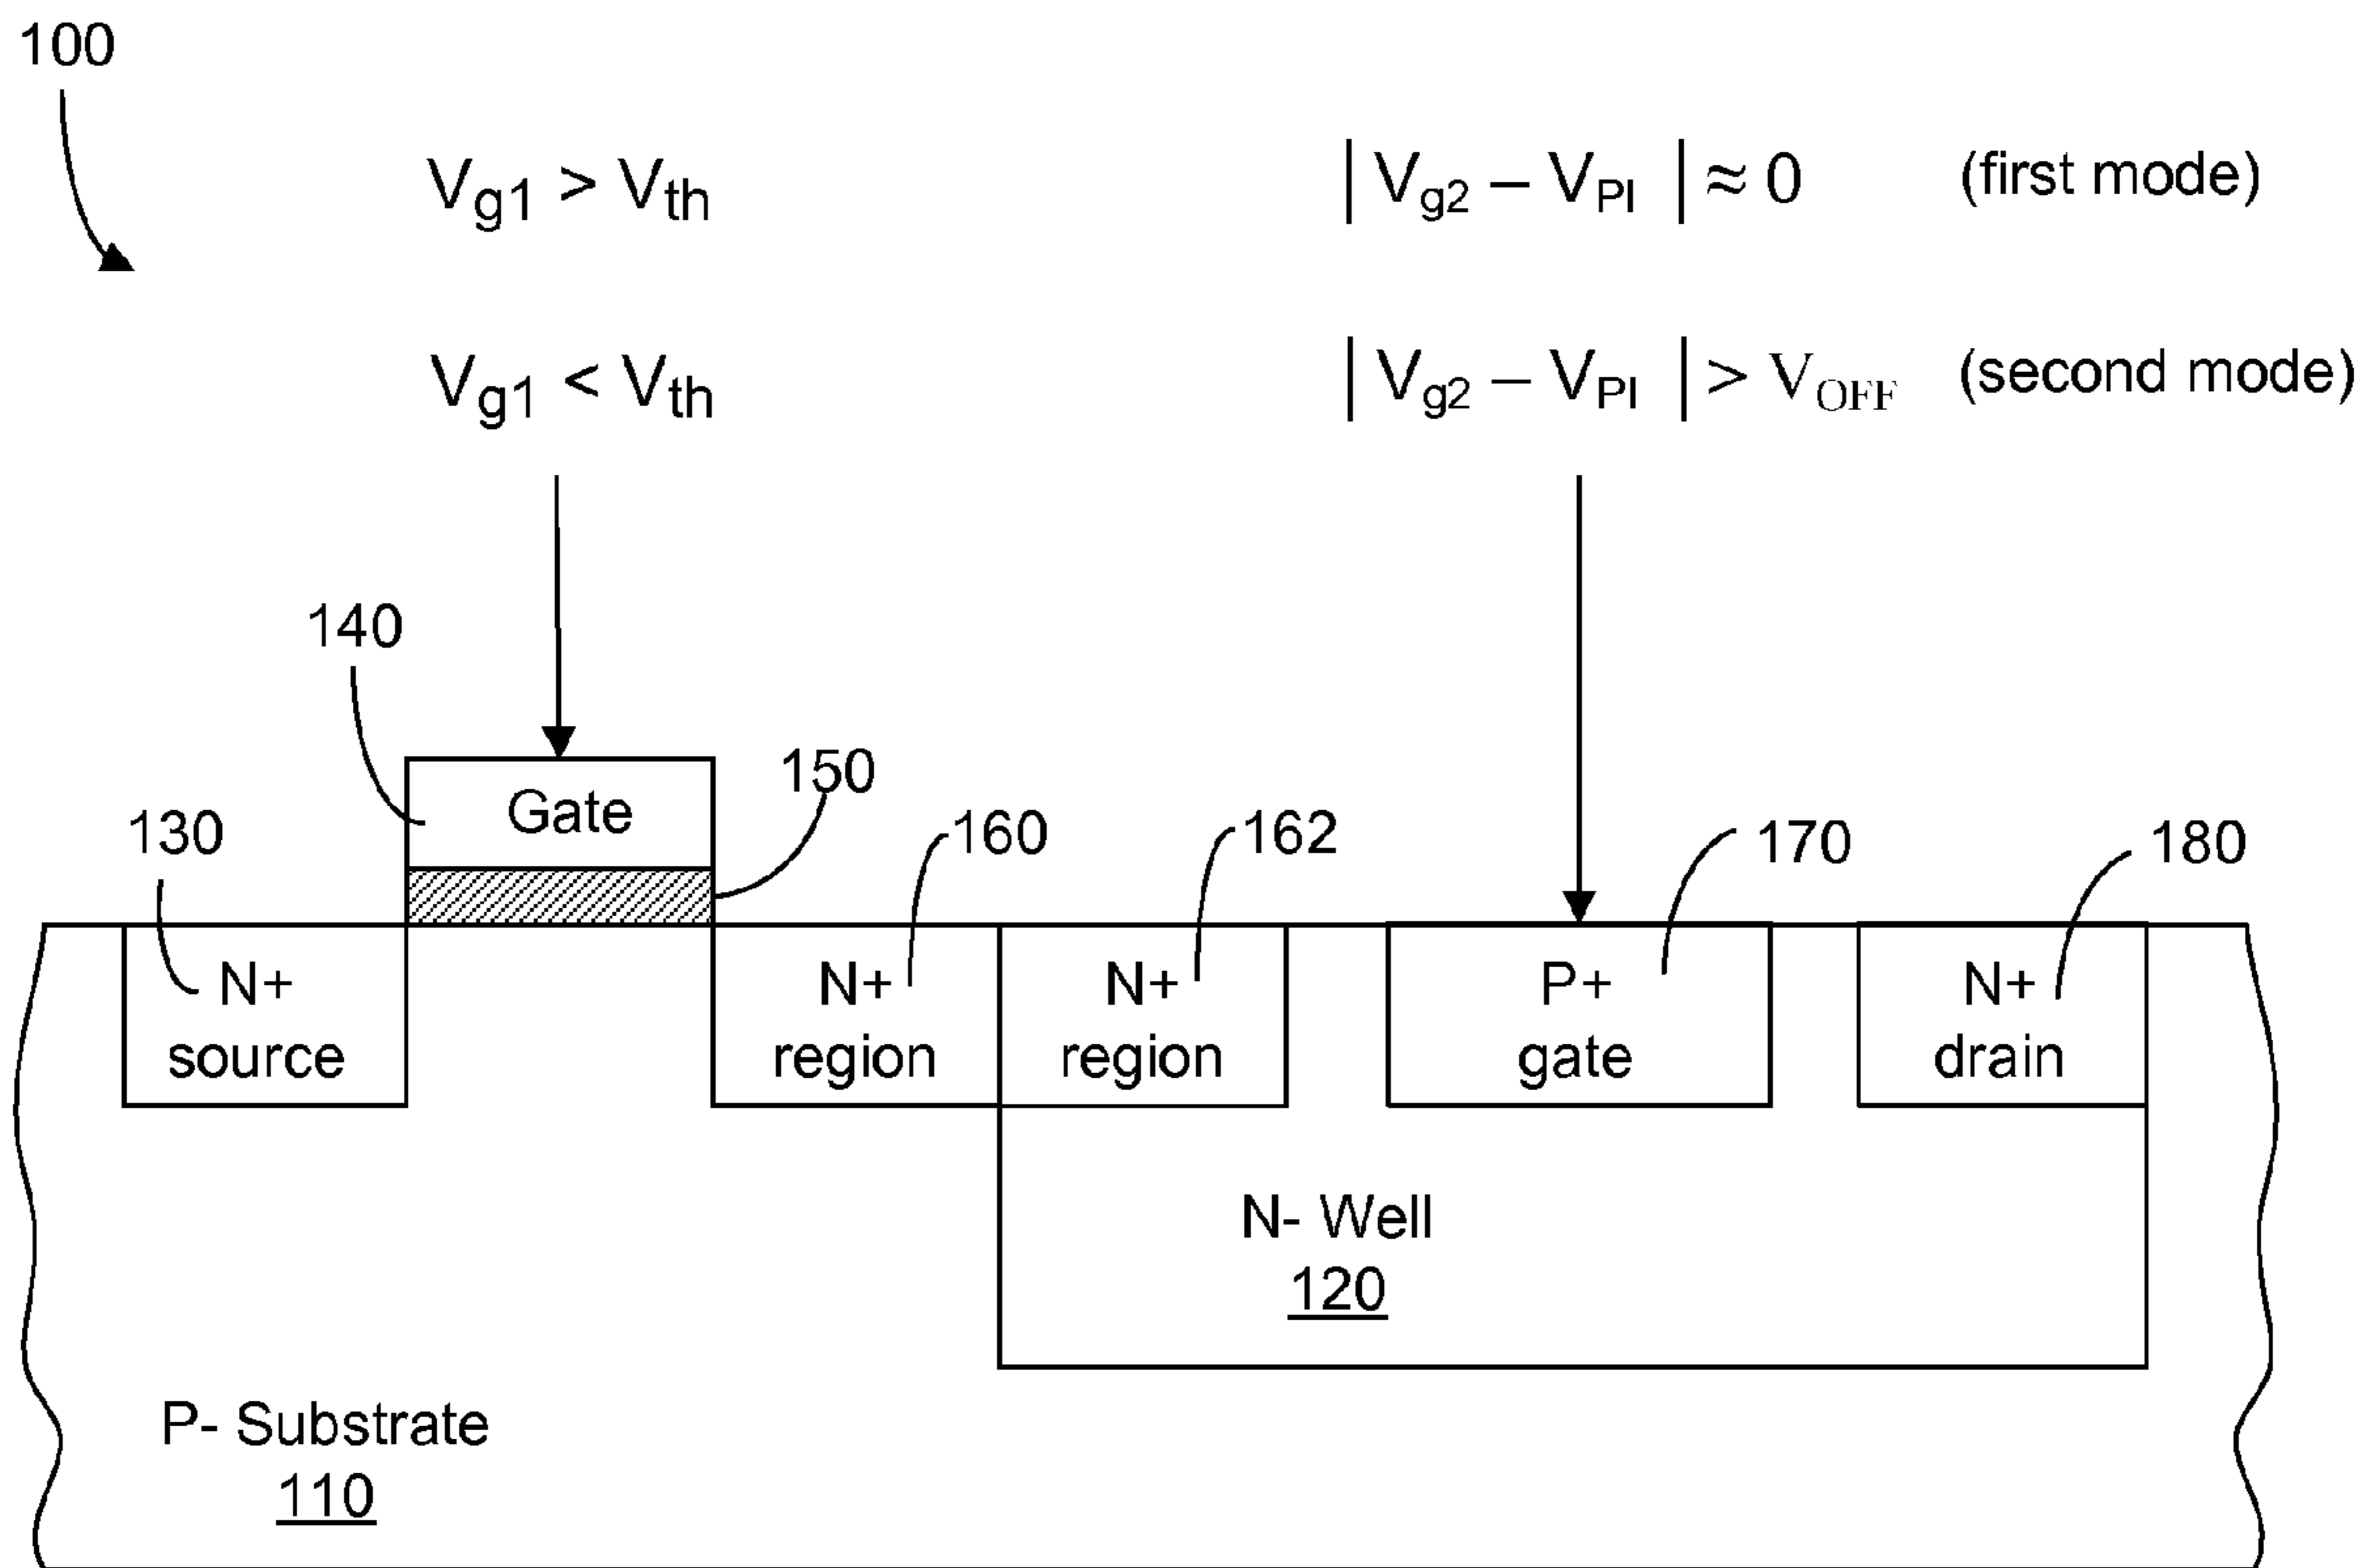 100
Vg1 > Vth
| Vg2 – VPI | ≈ 0 (first mode)
Vg1 < Vth
| Vg2 – VPI | > VOFF (second mode)
140
Gate
150
130
160
162
170
180
N+
source
N+
region
N+
region
P+
gate
N+
drain
N- Well
120
P- Substrate
110